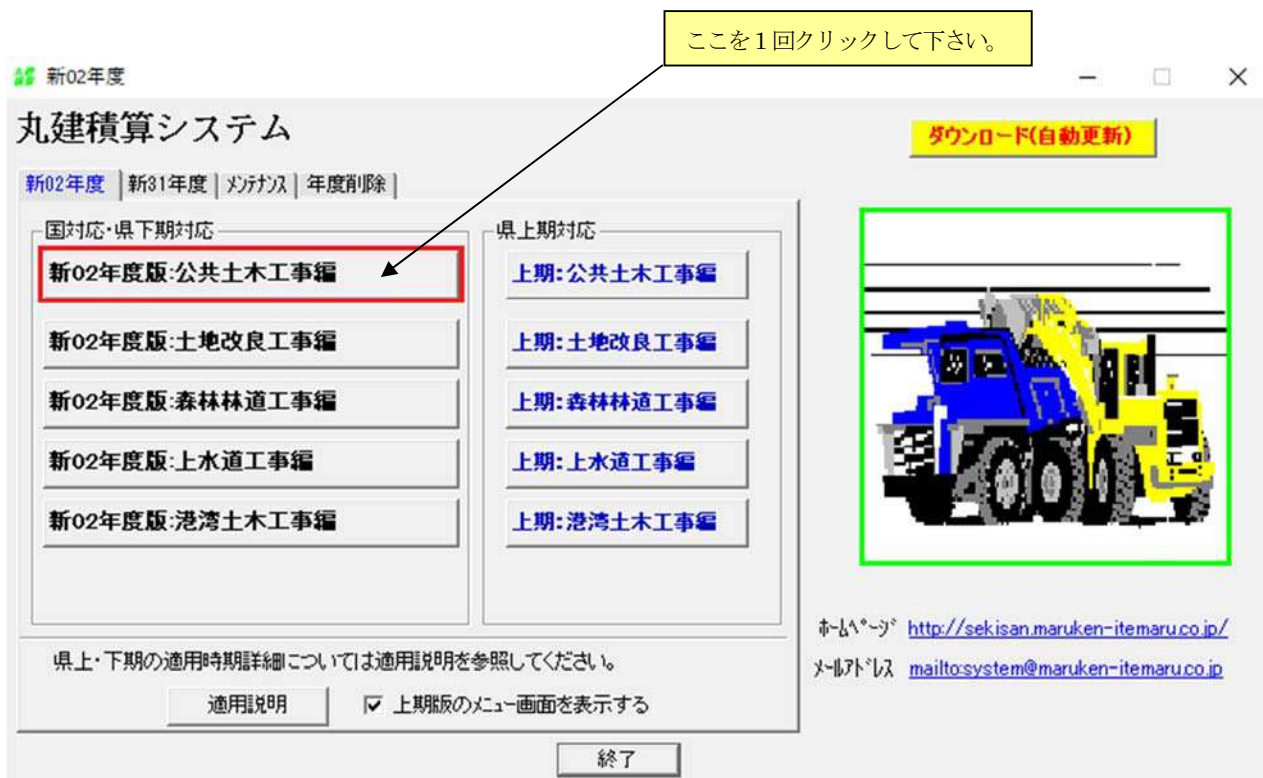 ここを1回クリックして下さい。
新02年度
丸建積算システム
ダウンロード(自動更新)
新02年度 新31年度 メンテナンス 年度削除
国対応・県下期対応
県上期対応
新02年度版:公共土木工事編
上期:公共土木工事編
新02年度版:土地改良工事編
上期:土地改良工事編
新02年度版:森林林道工事編
上期:森林林道工事編
新02年度版:上水道工事編
上期:上水道工事編
新02年度版:港湾土木工事編
上期:港湾土木工事編
ホームページ http://sekisan.maruken-itemaru.co.jp/
メールアドレス mailto:system@maruken-itemaru.co.jp
県上・下期の適用時期詳細については適用説明を参照してください。
適用説明
上期版のメニュー画面を表示する
終了